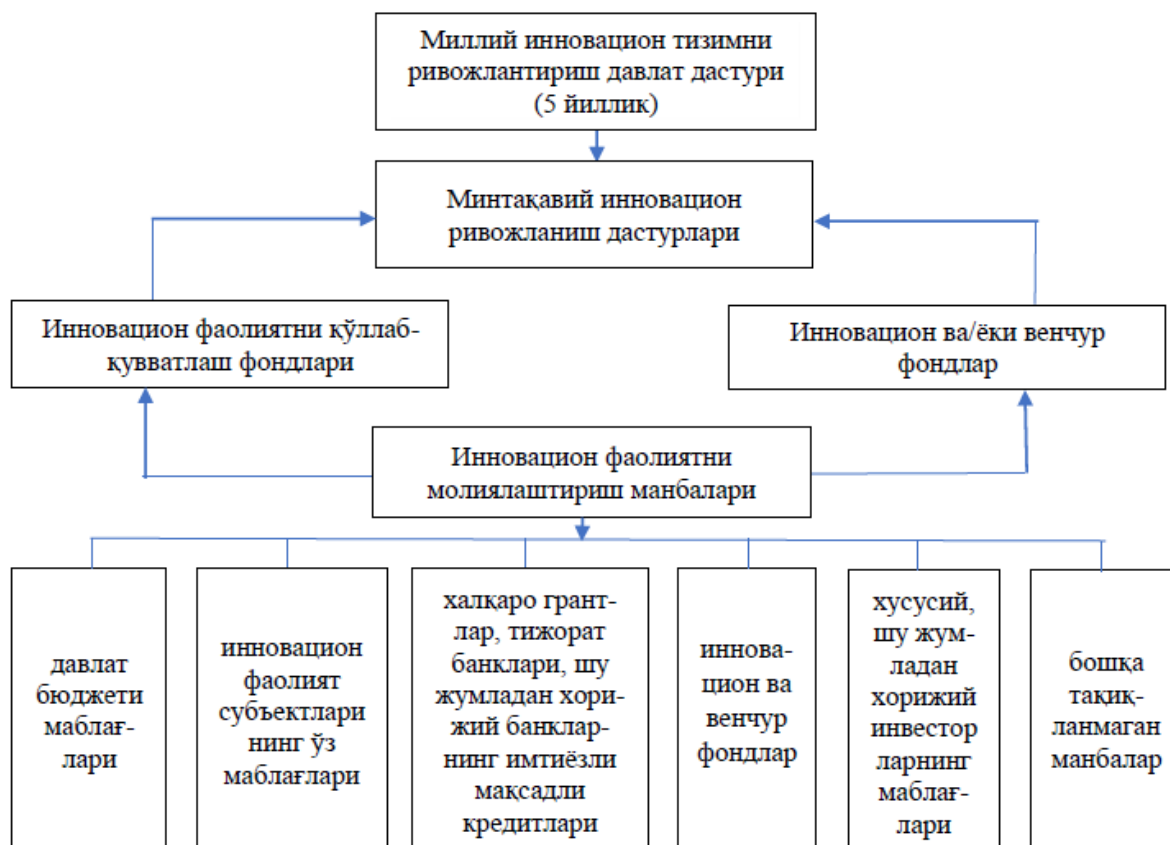 Миллий инновацион тизимни
ривожлантириш давлат дастури
(5 йиллик)
Минтақавий инновацион
ривожланиш дастурлари
Инновацион фаолиятни қўллаб-
қувватлаш фондлари
Инновацион ва/ёки венчур
фондлар
Инновацион фаолиятни
молиялаштириш манбалари
давлат
бюджети
маблағ-
лари
инновацион
фаолият
субъектлари
нинг ўз
маблағлари
халқаро грант-
лар, тижорат
банклари, шу
жумладан хори-
жий банклар-
нинг имтиёзли
мақсадли
кредитлари
иннова-
цион ва
венчур
фондлар
хусусий,
шу жум-
ладан
хорижий
инвестор
ларнинг
маблағ-
лари
бошқа
тақиқ-
ланмаган
манбалар